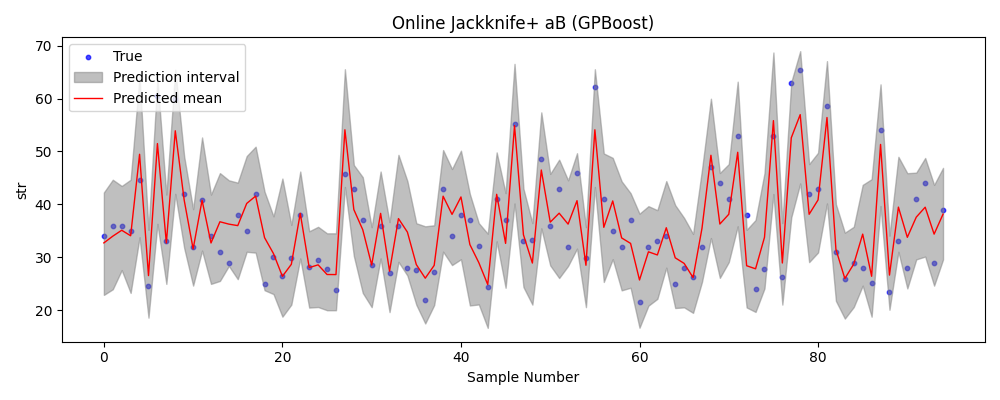 Online Jackknife+ aB (GPBoost)
True
Prediction interval
Predicted mean
str
70
60
50
40
30
20
0 20 40 60 80
Sample Number